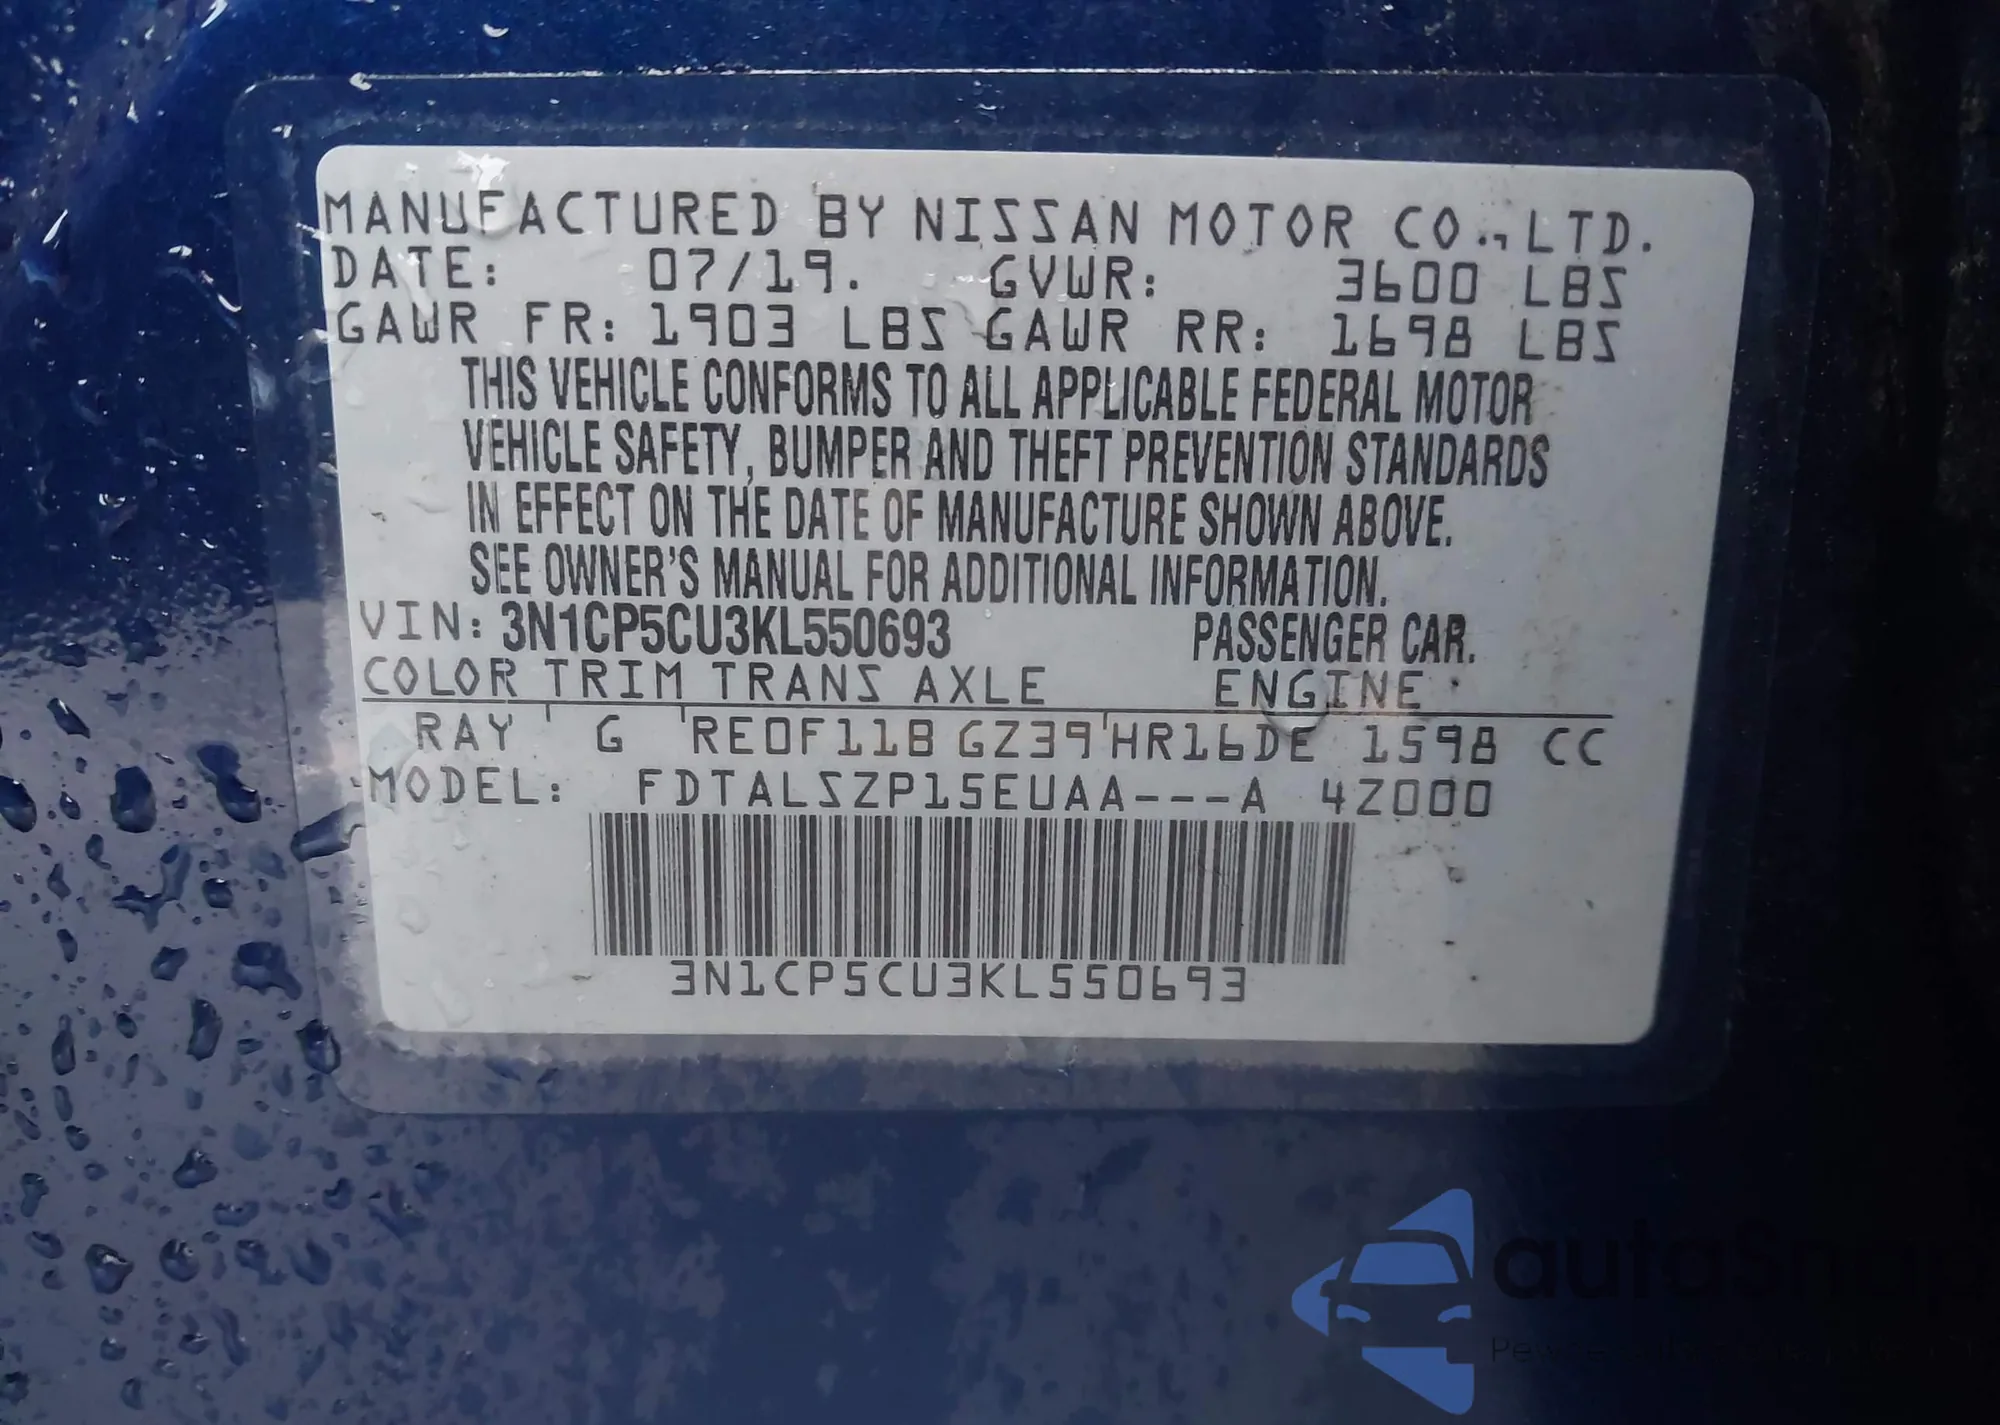 MANUFACTURED BY NISSAN MOTOR CO., LTD.
DATE: 07/19. GVWR: 3600 LBS
GAWR FR: 1903 LBS GAWR RR: 1698 LBS
THIS VEHICLE CONFORMS TO ALL APPLICABLE FEDERAL MOTOR
VEHICLE SAFETY, BUMPER AND THEFT PREVENTION STANDARDS
IN EFFECT ON THE DATE OF MANUFACTURE SHOWN ABOVE.
SEE OWNER'S MANUAL FOR ADDITIONAL INFORMATION.
VIN: 3N1CP5CU3KL550693 PASSENGER CAR.
COLOR TRIM TRANS AXLE ENGINE
RAY G RE0F11B GZ39 HR16DE 1598 CC
MODEL: FDTALSZP15EUAA---A 4Z000
3N1CP5CU3KL550693